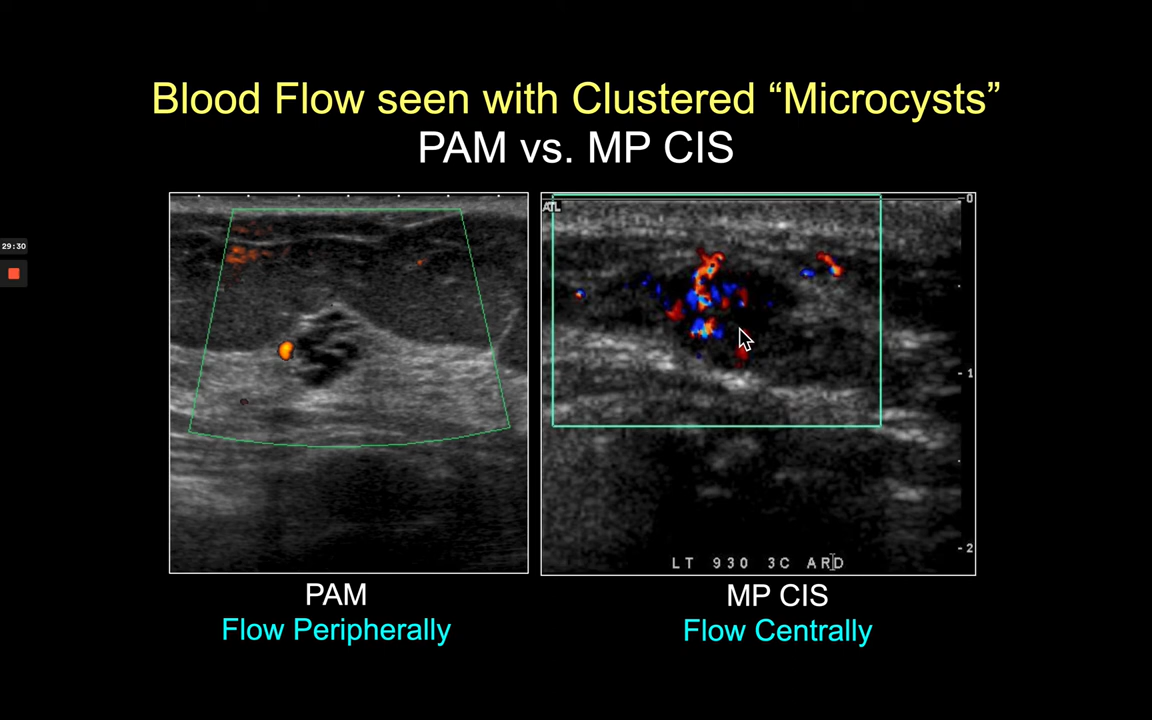 Blood Flow seen with Clustered “Microcysts”
PAM vs. MP CIS
29:30
ATL
0
1
2
LT 930 3C ARD
PAM
Flow Peripherally
MP CIS
Flow Centrally